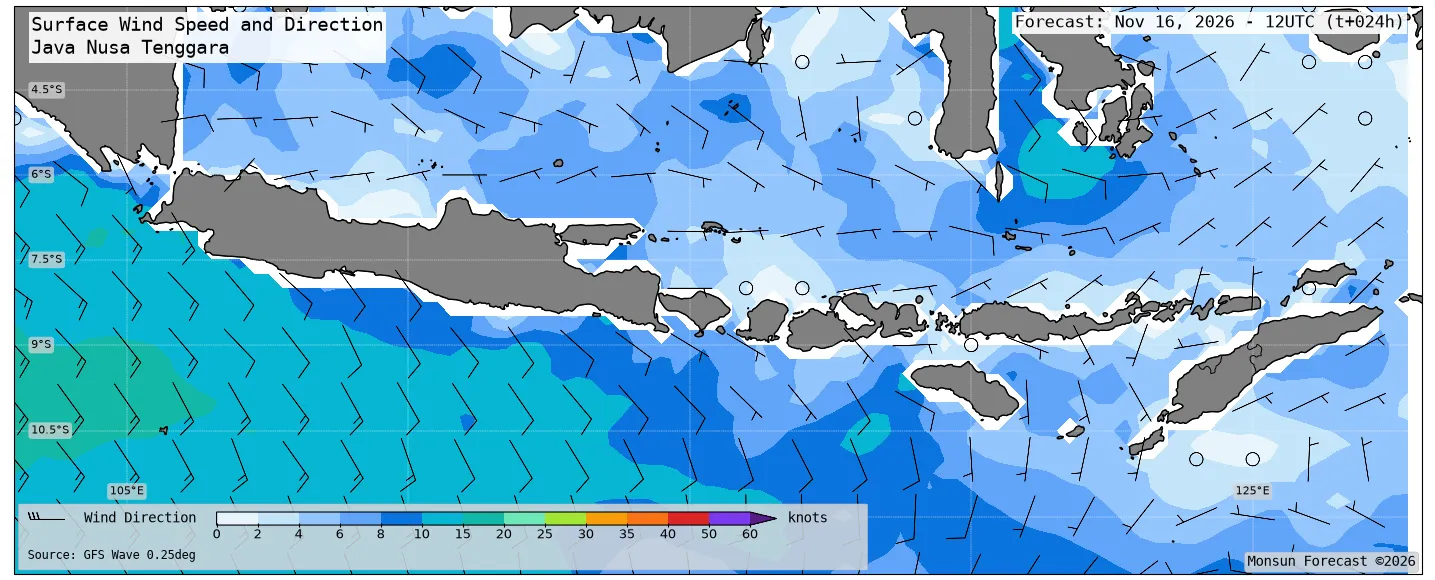 Surface Wind Speed and Direction
Java Nusa Tenggara
Forecast: Nov 16, 2026 - 12UTC (t+024h)
4.5°S
6°S
7.5°S
9°S
10.5°S
105°E
125°E
Wind Direction
0 2 4 6 8 10 15 20 25 30 35 40 50 60
knots
Source: GFS Wave 0.25deg
Monsun Forecast ©2026